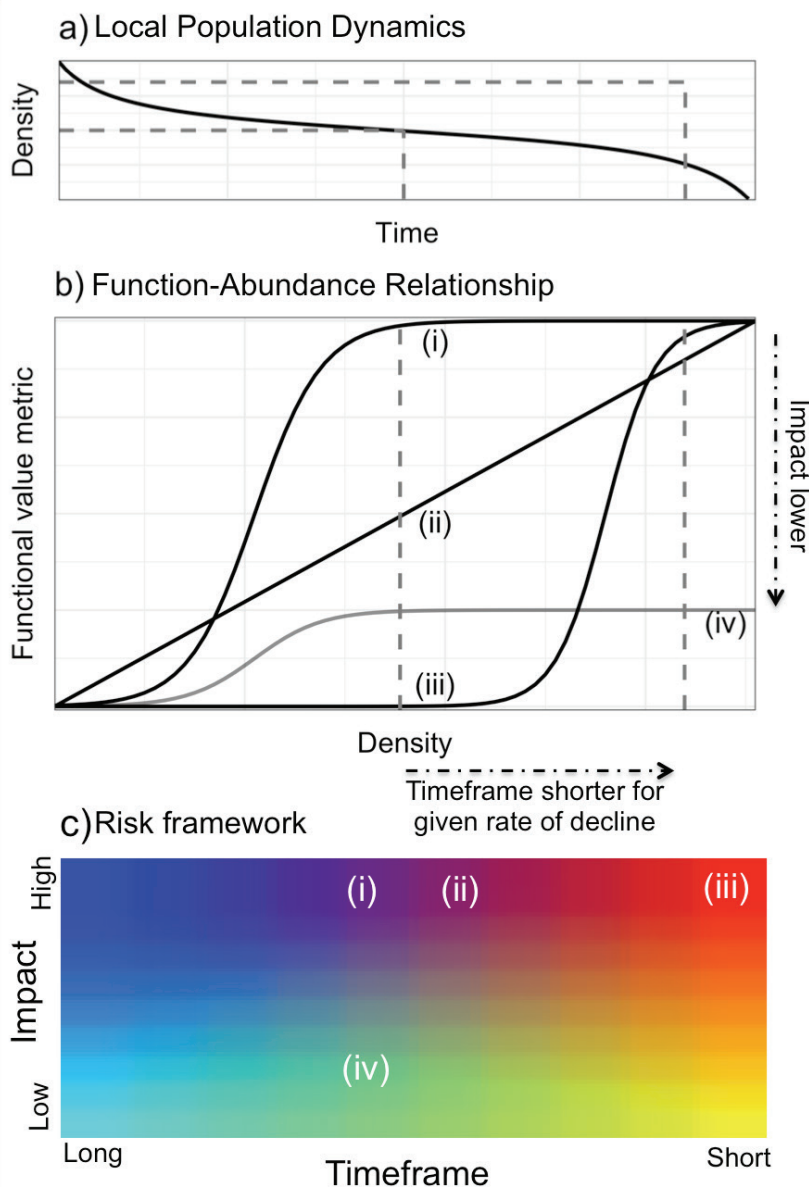 a) Local Population Dynamics
Density
Time
b) Function-Abundance Relationship
Functional value metric
(i)
(ii)
(iii)
(iv)
Impact lower
Density
Timeframe shorter for
given rate of decline
c) Risk framework
High
Impact
Low
(i)
(ii)
(iii)
(iv)
Long
Short
Timeframe